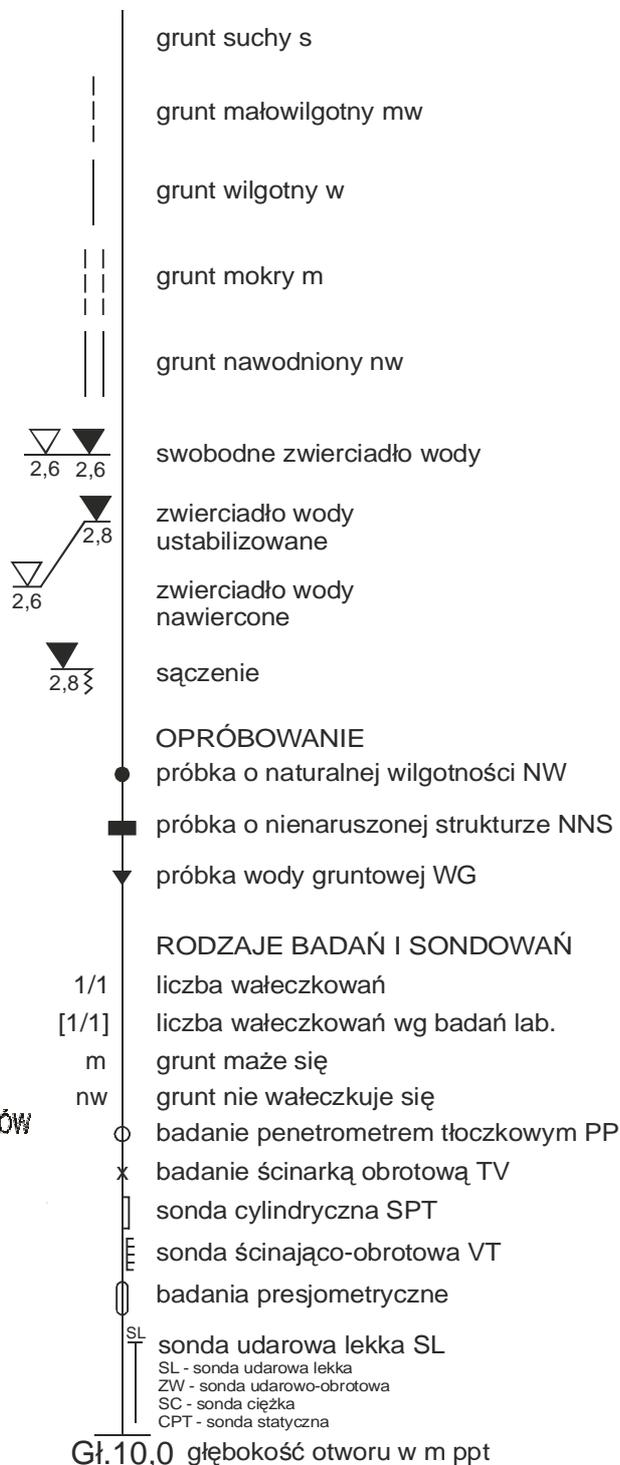 grunt suchy s
grunt małowilgotny mw
grunt wilgotny w
grunt mokry m
grunt nawodniony nw
2,6 2,6 swobodne zwierciadło wody
2,8 zwierciadło wody
ustabilizowane
2,6 zwierciadło wody
nawiercone
2,8 sączenie
OPRÓBOWANIE
próbka o naturalnej wilgotności NW
próbka o nienaruszonej strukturze NNS
próbka wody gruntowej WG
RODZAJE BADAŃ I SONDOWAŃ
1/1 liczba wałeczkowań
[1/1] liczba wałeczkowań wg badań lab.
m grunt maże się
nw grunt nie wałeczkuje się
ÓW
badanie penetrometrem tłoczkowym PP
x badanie ścinarką obrotową TV
sonda cylindryczna SPT
sonda ścinająco-obrotowa VT
badania presjometryczne
SL sonda udarowa lekka SL
SL - sonda udarowa lekka
ZW - sonda udarowo-obrotowa
SC - sonda ciężka
CPT - sonda statyczna
Gł.10,0 głębokość otworu w m ppt